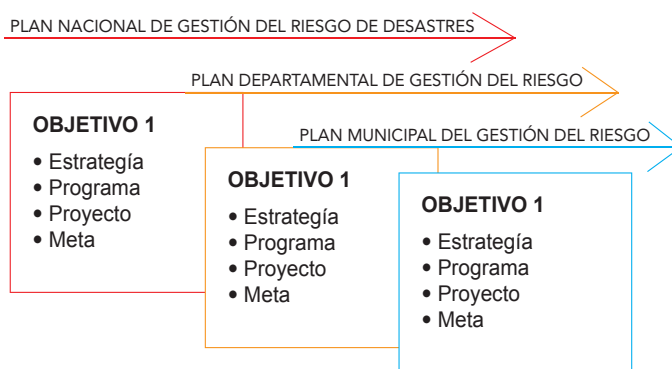 PLAN NACIONAL DE GESTIÓN DEL RIESGO DE DESASTRES
PLAN DEPARTAMENTAL DE GESTIÓN DEL RIESGO
PLAN MUNICIPAL DEL GESTIÓN DEL RIESGO
OBJETIVO 1
• Estrategía
• Programa
• Proyecto
• Meta
OBJETIVO 1
• Estrategía
• Programa
• Proyecto
• Meta
OBJETIVO 1
• Estrategía
• Programa
• Proyecto
• Meta